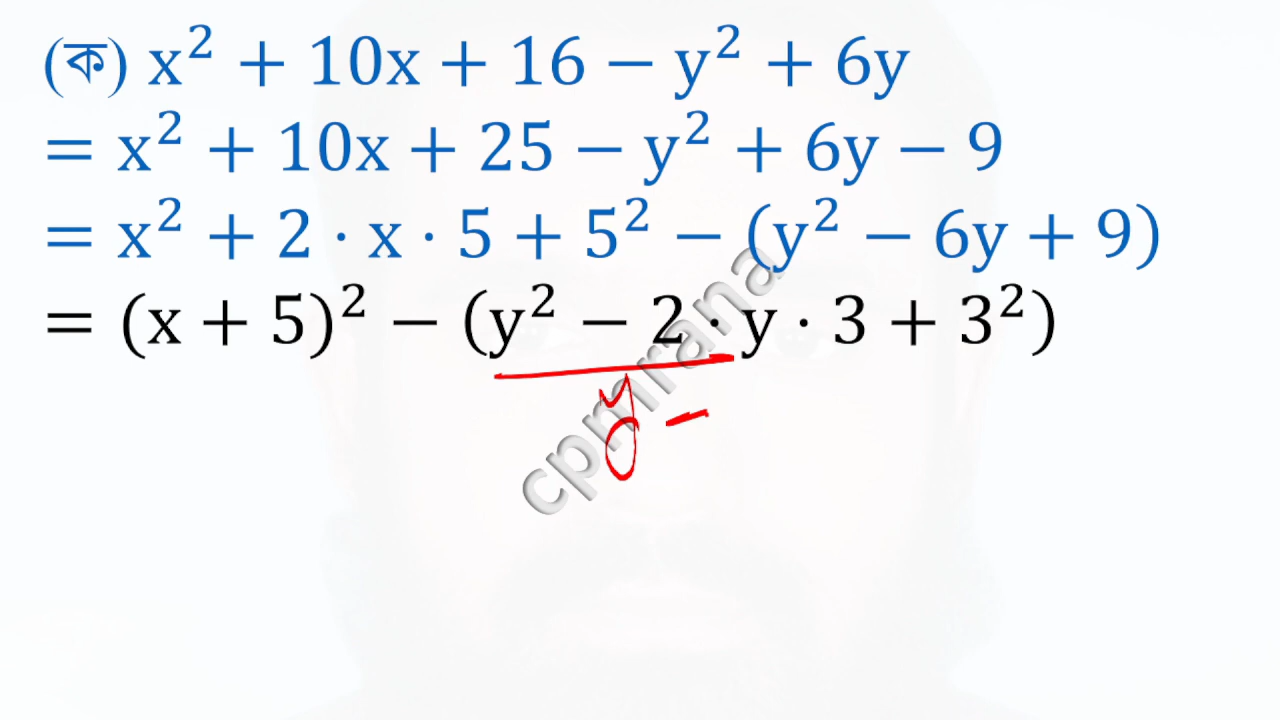 (ক) x² + 10x + 16 − y² + 6y
= x² + 10x + 25 − y² + 6y − 9
= x² + 2 · x · 5 + 5² − (y² − 6y + 9)
= (x + 5)² − (y² − 2 · y · 3 + 3²)
y −
cpmrana